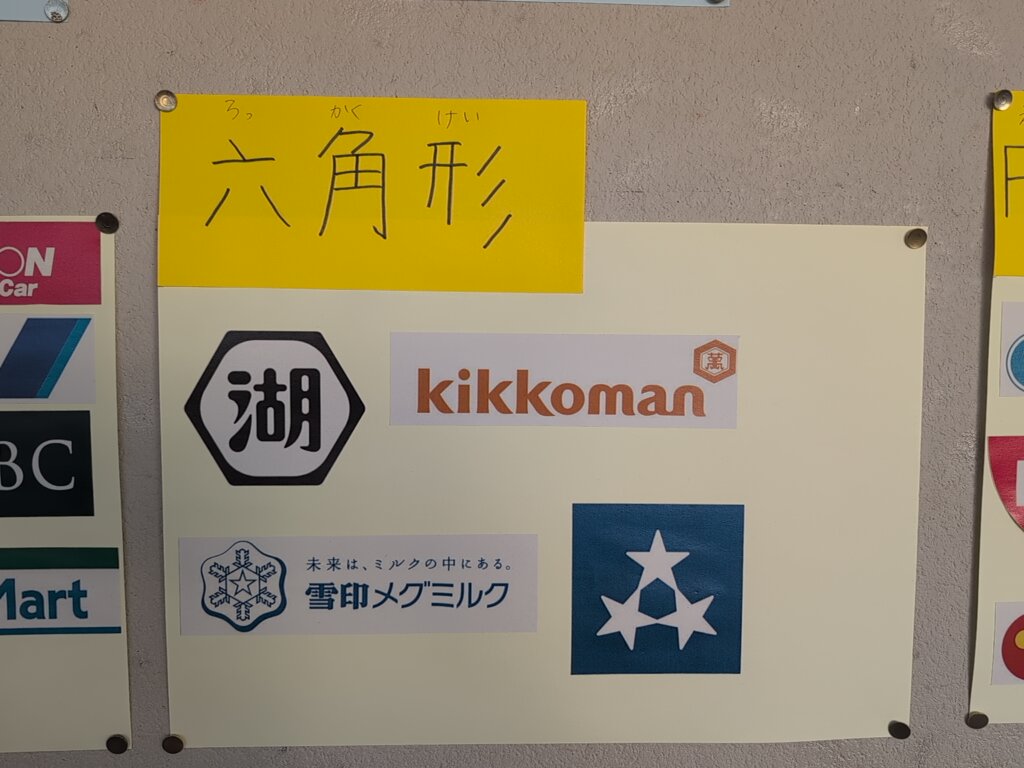 ろっ かく けい
六角形
湖
kikkoman
萬
未来は、ミルクの中にある。
雪印メグミルク
ON
Car
BC
Mart